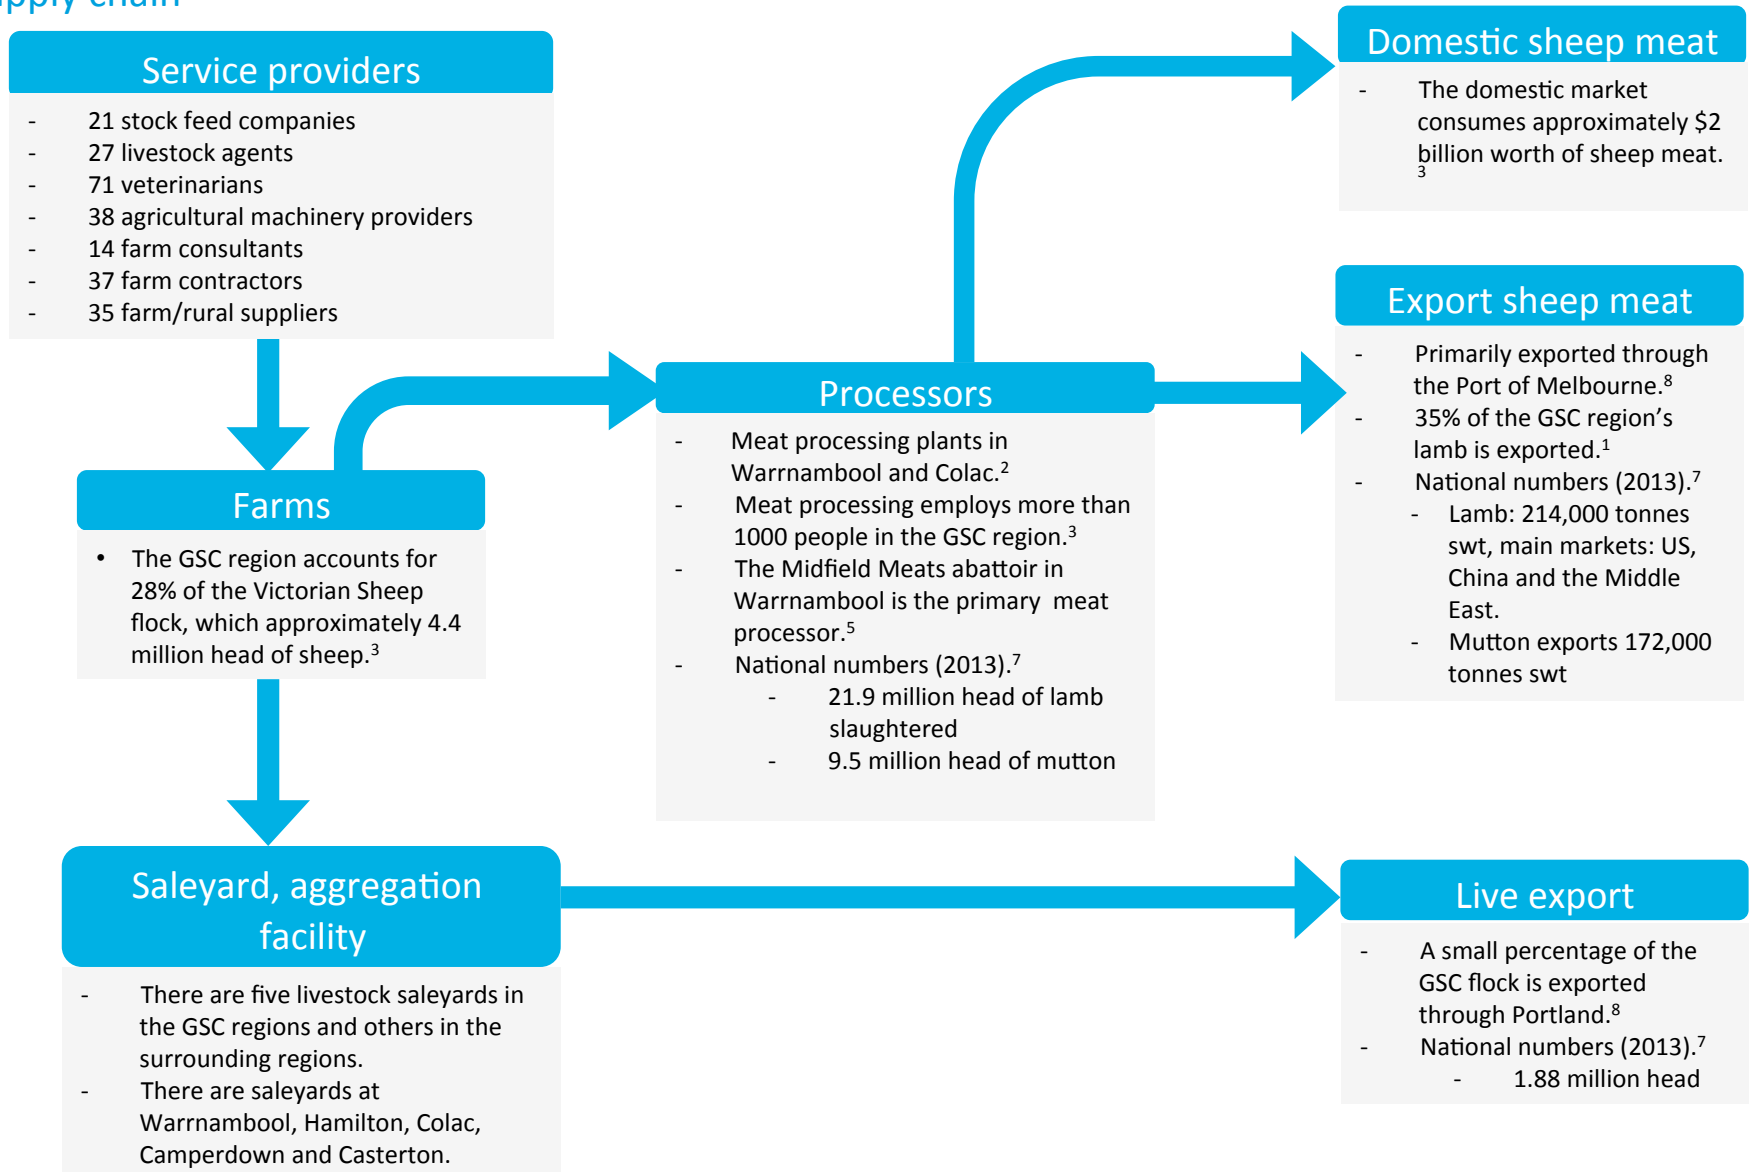 supply chain
Service providers
- 21 stock feed companies
- 27 livestock agents
- 71 veterinarians
- 38 agricultural machinery providers
- 14 farm consultants
- 37 farm contractors
- 35 farm/rural suppliers
Farms
• The GSC region accounts for
28% of the Victorian Sheep
flock, which approximately 4.4
million head of sheep.³
Saleyard, aggregation
facility
- There are five livestock saleyards in
the GSC regions and others in the
surrounding regions.
- There are saleyards at
Warrnambool, Hamilton, Colac,
Camperdown and Casterton.
Processors
- Meat processing plants in
Warrnambool and Colac.²
- Meat processing employs more than
1000 people in the GSC region.³
- The Midfield Meats abattoir in
Warrnambool is the primary meat
processor.⁵
- National numbers (2013).⁷
- 21.9 million head of lamb
slaughtered
- 9.5 million head of mutton
Domestic sheep meat
- The domestic market
consumes approximately $2
billion worth of sheep meat.
3
Export sheep meat
- Primarily exported through
the Port of Melbourne.⁸
- 35% of the GSC region’s
lamb is exported.¹
- National numbers (2013).⁷
- Lamb: 214,000 tonnes
swt, main markets: US,
China and the Middle
East.
- Mutton exports 172,000
tonnes swt
Live export
- A small percentage of the
GSC flock is exported
through Portland.⁸
- National numbers (2013).⁷
- 1.88 million head